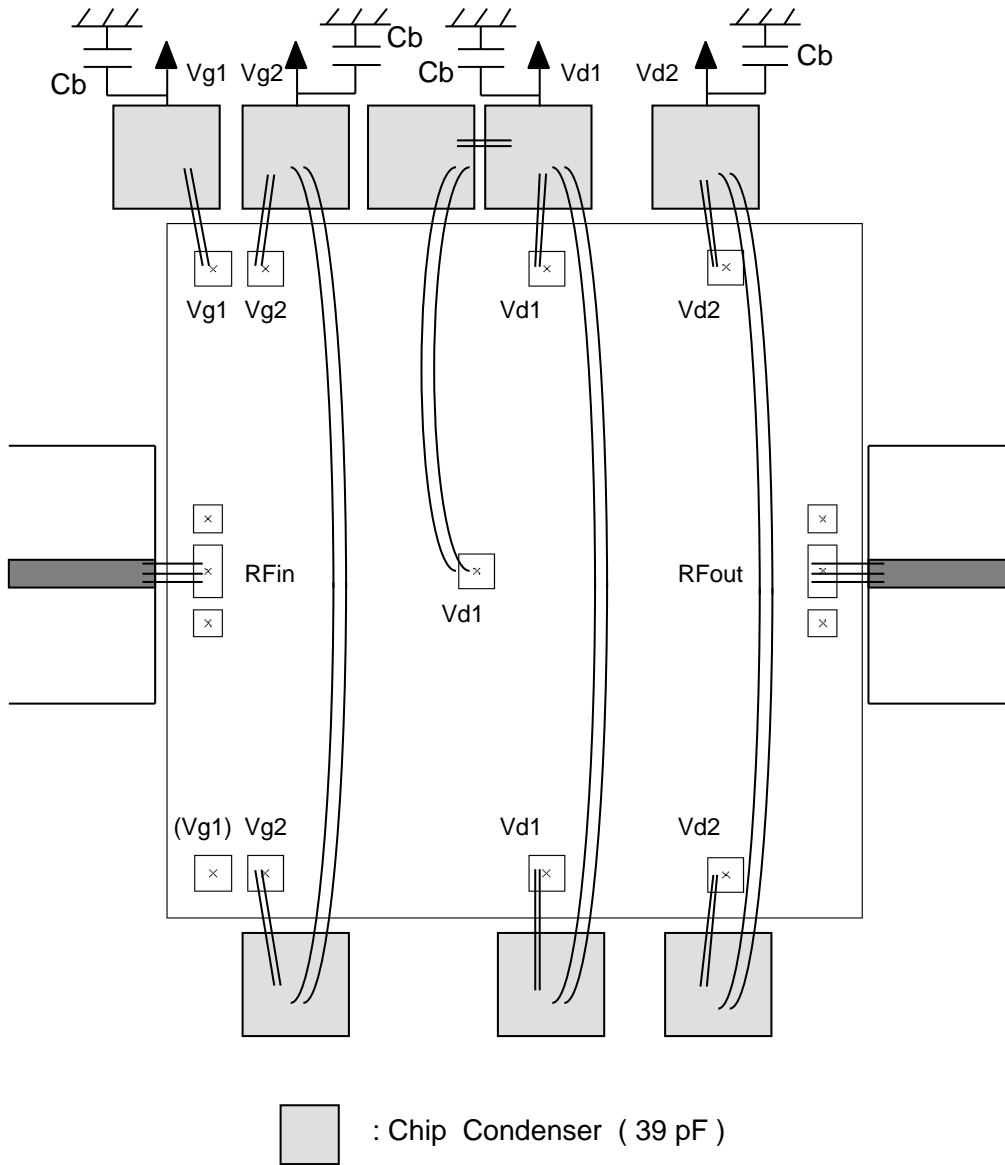 Cb Vg1 Vg2 Cb Cb Vd1 Vd2 Cb
Vg1 Vg2 Vd1 Vd2
RFin RFout
Vd1
(Vg1) Vg2 Vd1 Vd2
: Chip Condenser ( 39 pF )